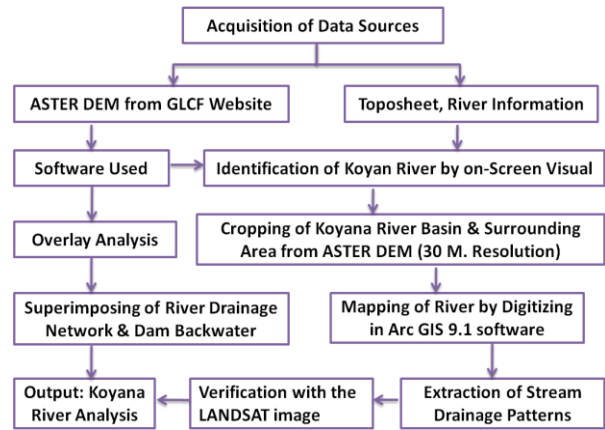 Acquisition of Data Sources
ASTER DEM from GLCF Website
Toposheet, River Information
Software Used
Identification of Koyan River by on-Screen Visual
Overlay Analysis
Cropping of Koyana River Basin & Surrounding
Area from ASTER DEM (30 M. Resolution)
Superimposing of River Drainage
Network & Dam Backwater
Mapping of River by Digitizing
in Arc GIS 9.1 software
Output: Koyana
River Analysis
Verification with the
LANDSAT image
Extraction of Stream
Drainage Patterns